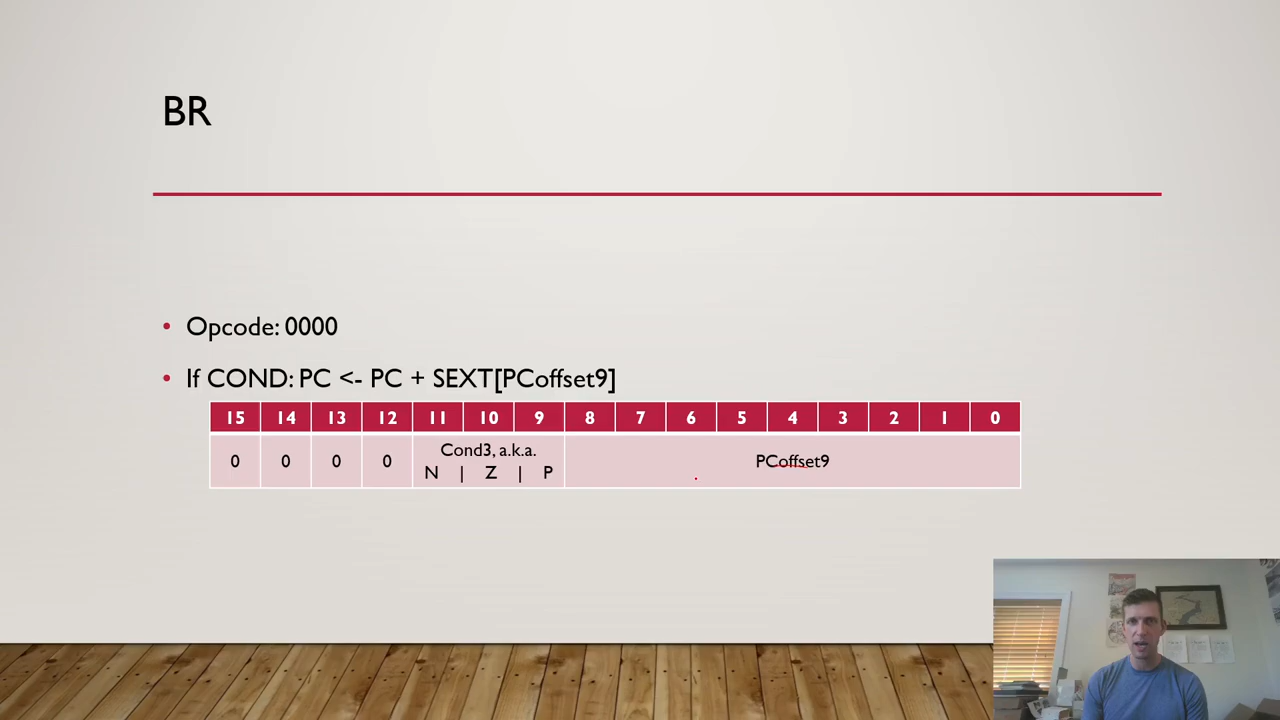 BR
• Opcode: 0000
• If COND: PC <- PC + SEXT[PCoffset9]
15 14 13 12 11 10 9 8 7 6 5 4 3 2 1 0
0 0 0 0 Cond3, a.k.a. PCoffset9
N | Z | P